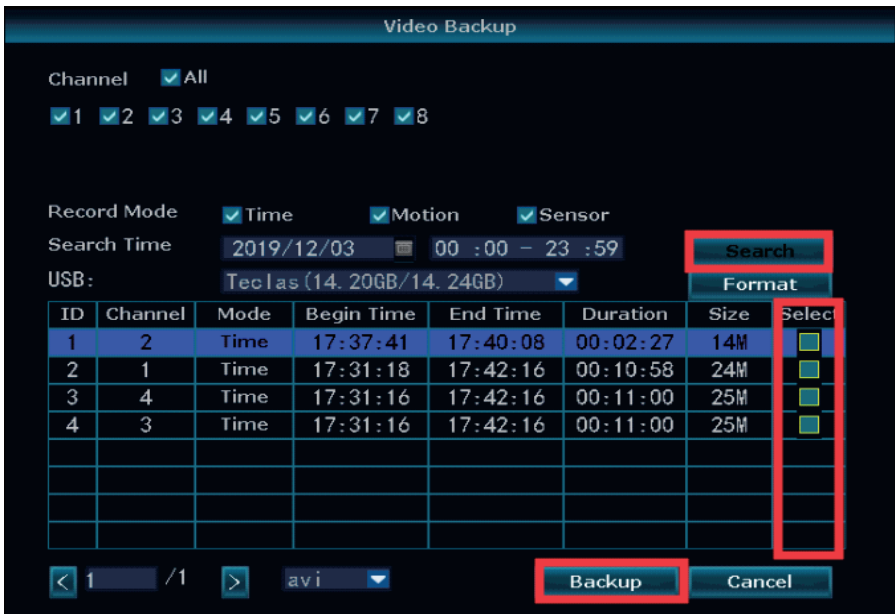 Video Backup
Channel All
1 2 3 4 5 6 7 8
Record Mode Time Motion Sensor
Search Time 2019/12/03 00 :00 - 23 :59 Search
USB: Teclas(14. 20GB/14. 24GB) Format
ID Channel Mode Begin Time End Time Duration Size Select
1 2 Time 17:37:41 17:40:08 00:02:27 14M
2 1 Time 17:31:18 17:42:16 00:10:58 24M
3 4 Time 17:31:16 17:42:16 00:11:00 25M
4 3 Time 17:31:16 17:42:16 00:11:00 25M
< 1 /1 > avi Backup Cancel